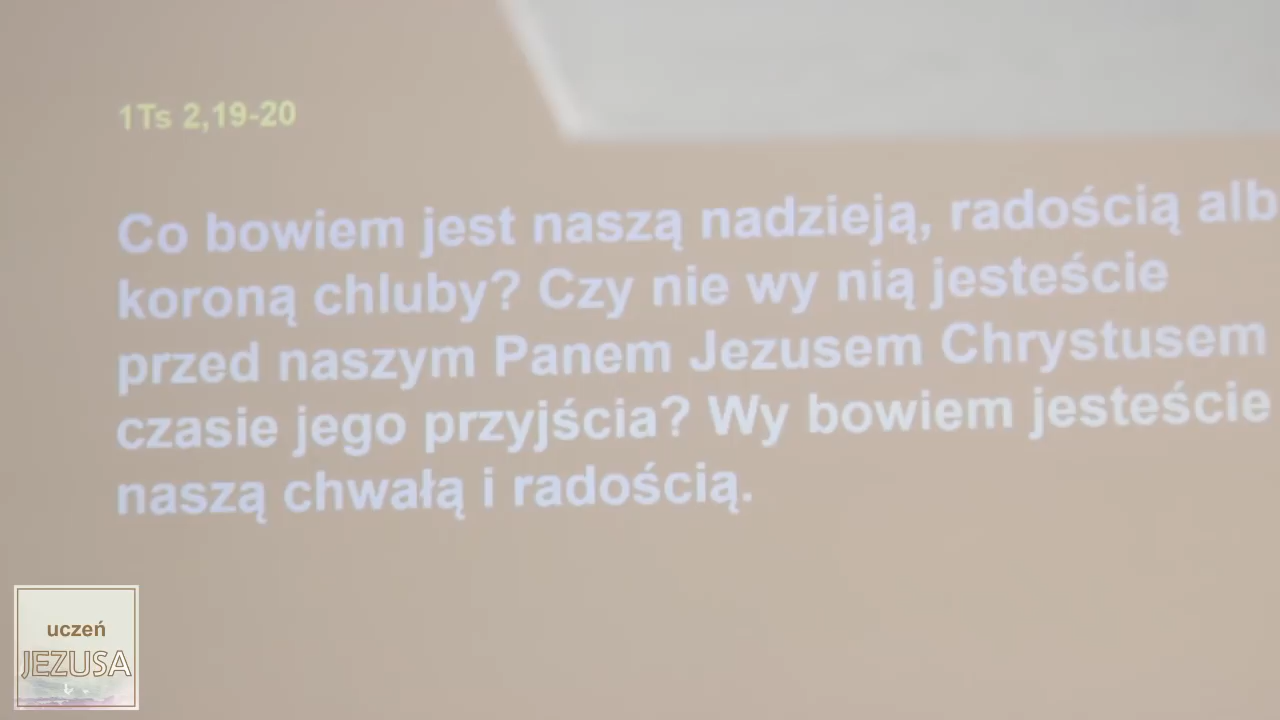 1Ts 2,19-20
Co bowiem jest naszą nadzieją, radością alb
koroną chluby? Czy nie wy nią jesteście
przed naszym Panem Jezusem Chrystusem
czasie jego przyjścia? Wy bowiem jesteście
naszą chwałą i radością.
uczeń
JEZUSA